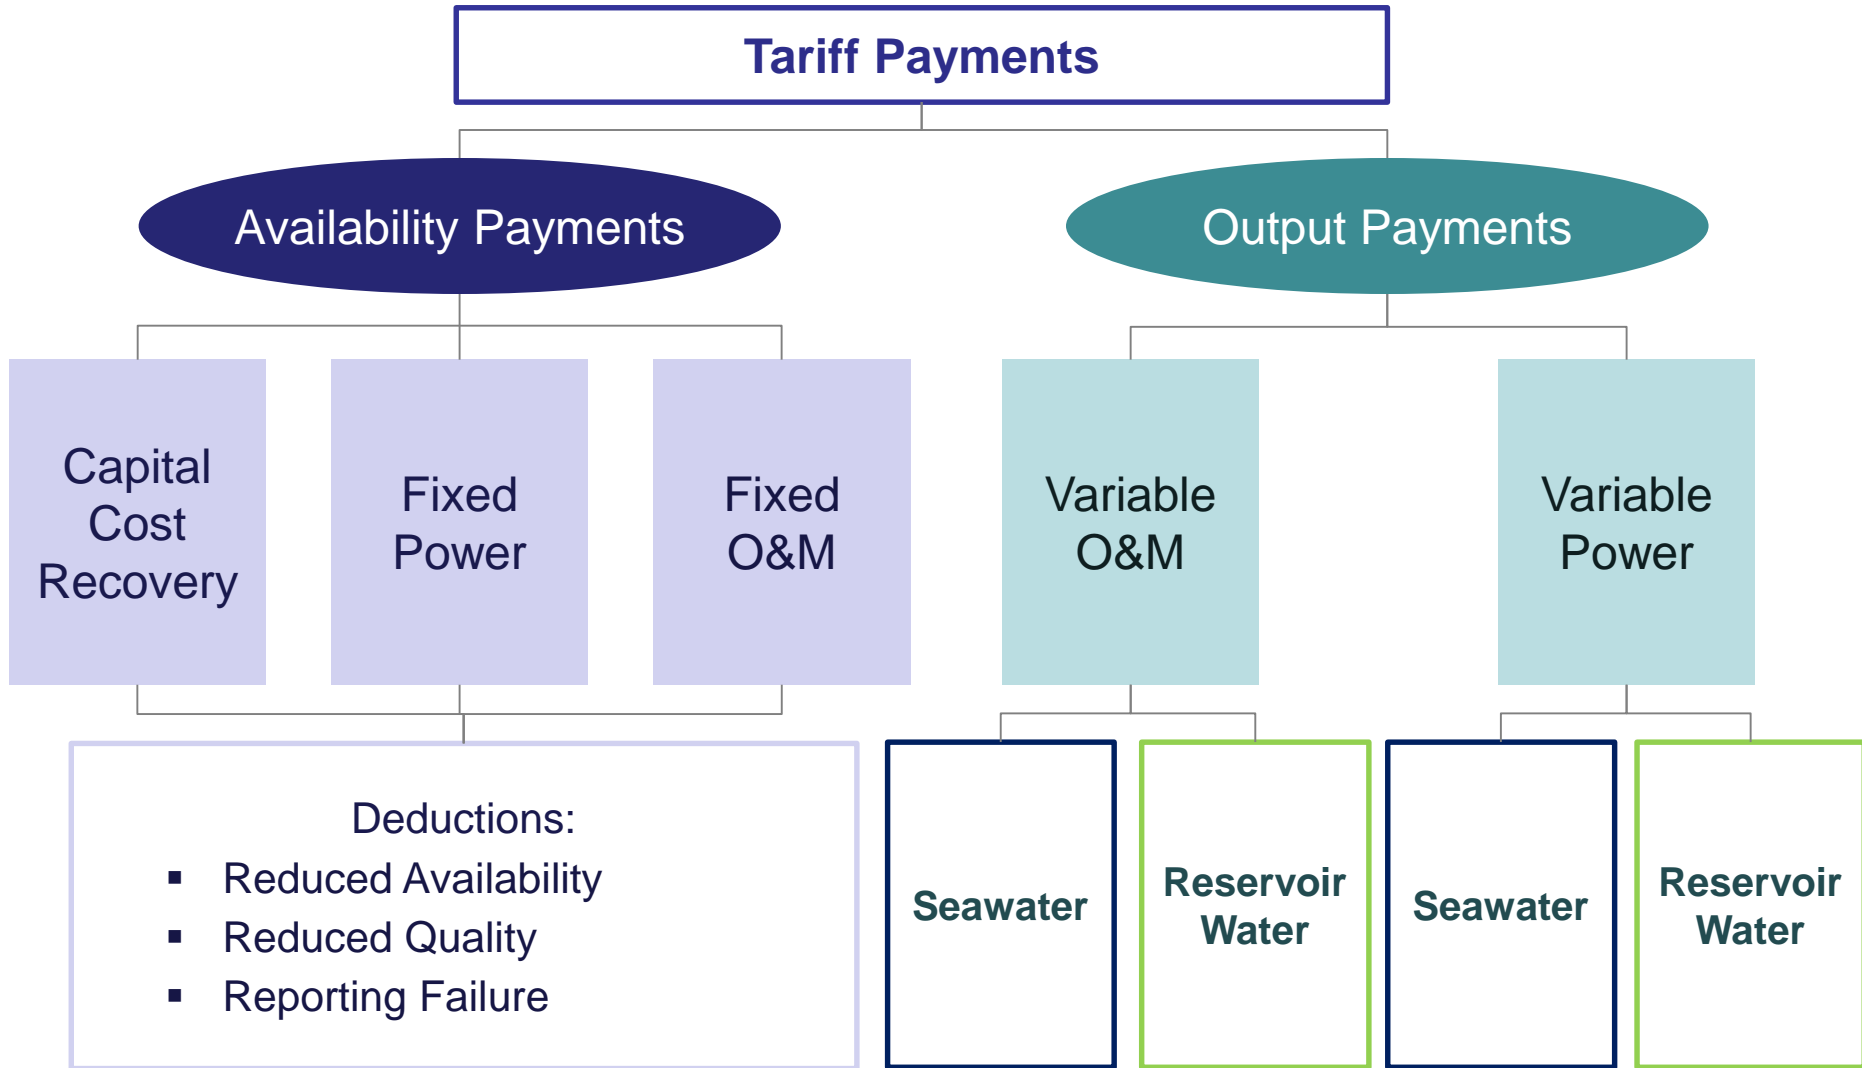 Tariff Payments
Availability Payments
Output Payments
Capital
Cost
Recovery
Fixed
Power
Fixed
O&M
Variable
O&M
Variable
Power
Deductions:
▪ Reduced Availability
▪ Reduced Quality
▪ Reporting Failure
Seawater
Reservoir
Water
Seawater
Reservoir
Water